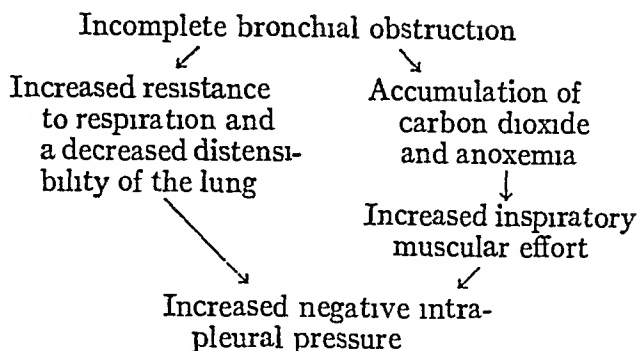 Incomplete bronchial obstruction
Increased resistance
to respiration and
a decreased distensi-
bility of the lung
Accumulation of
carbon dioxide
and anoxemia
Increased inspiratory
muscular effort
Increased negative intra-
pleural pressure